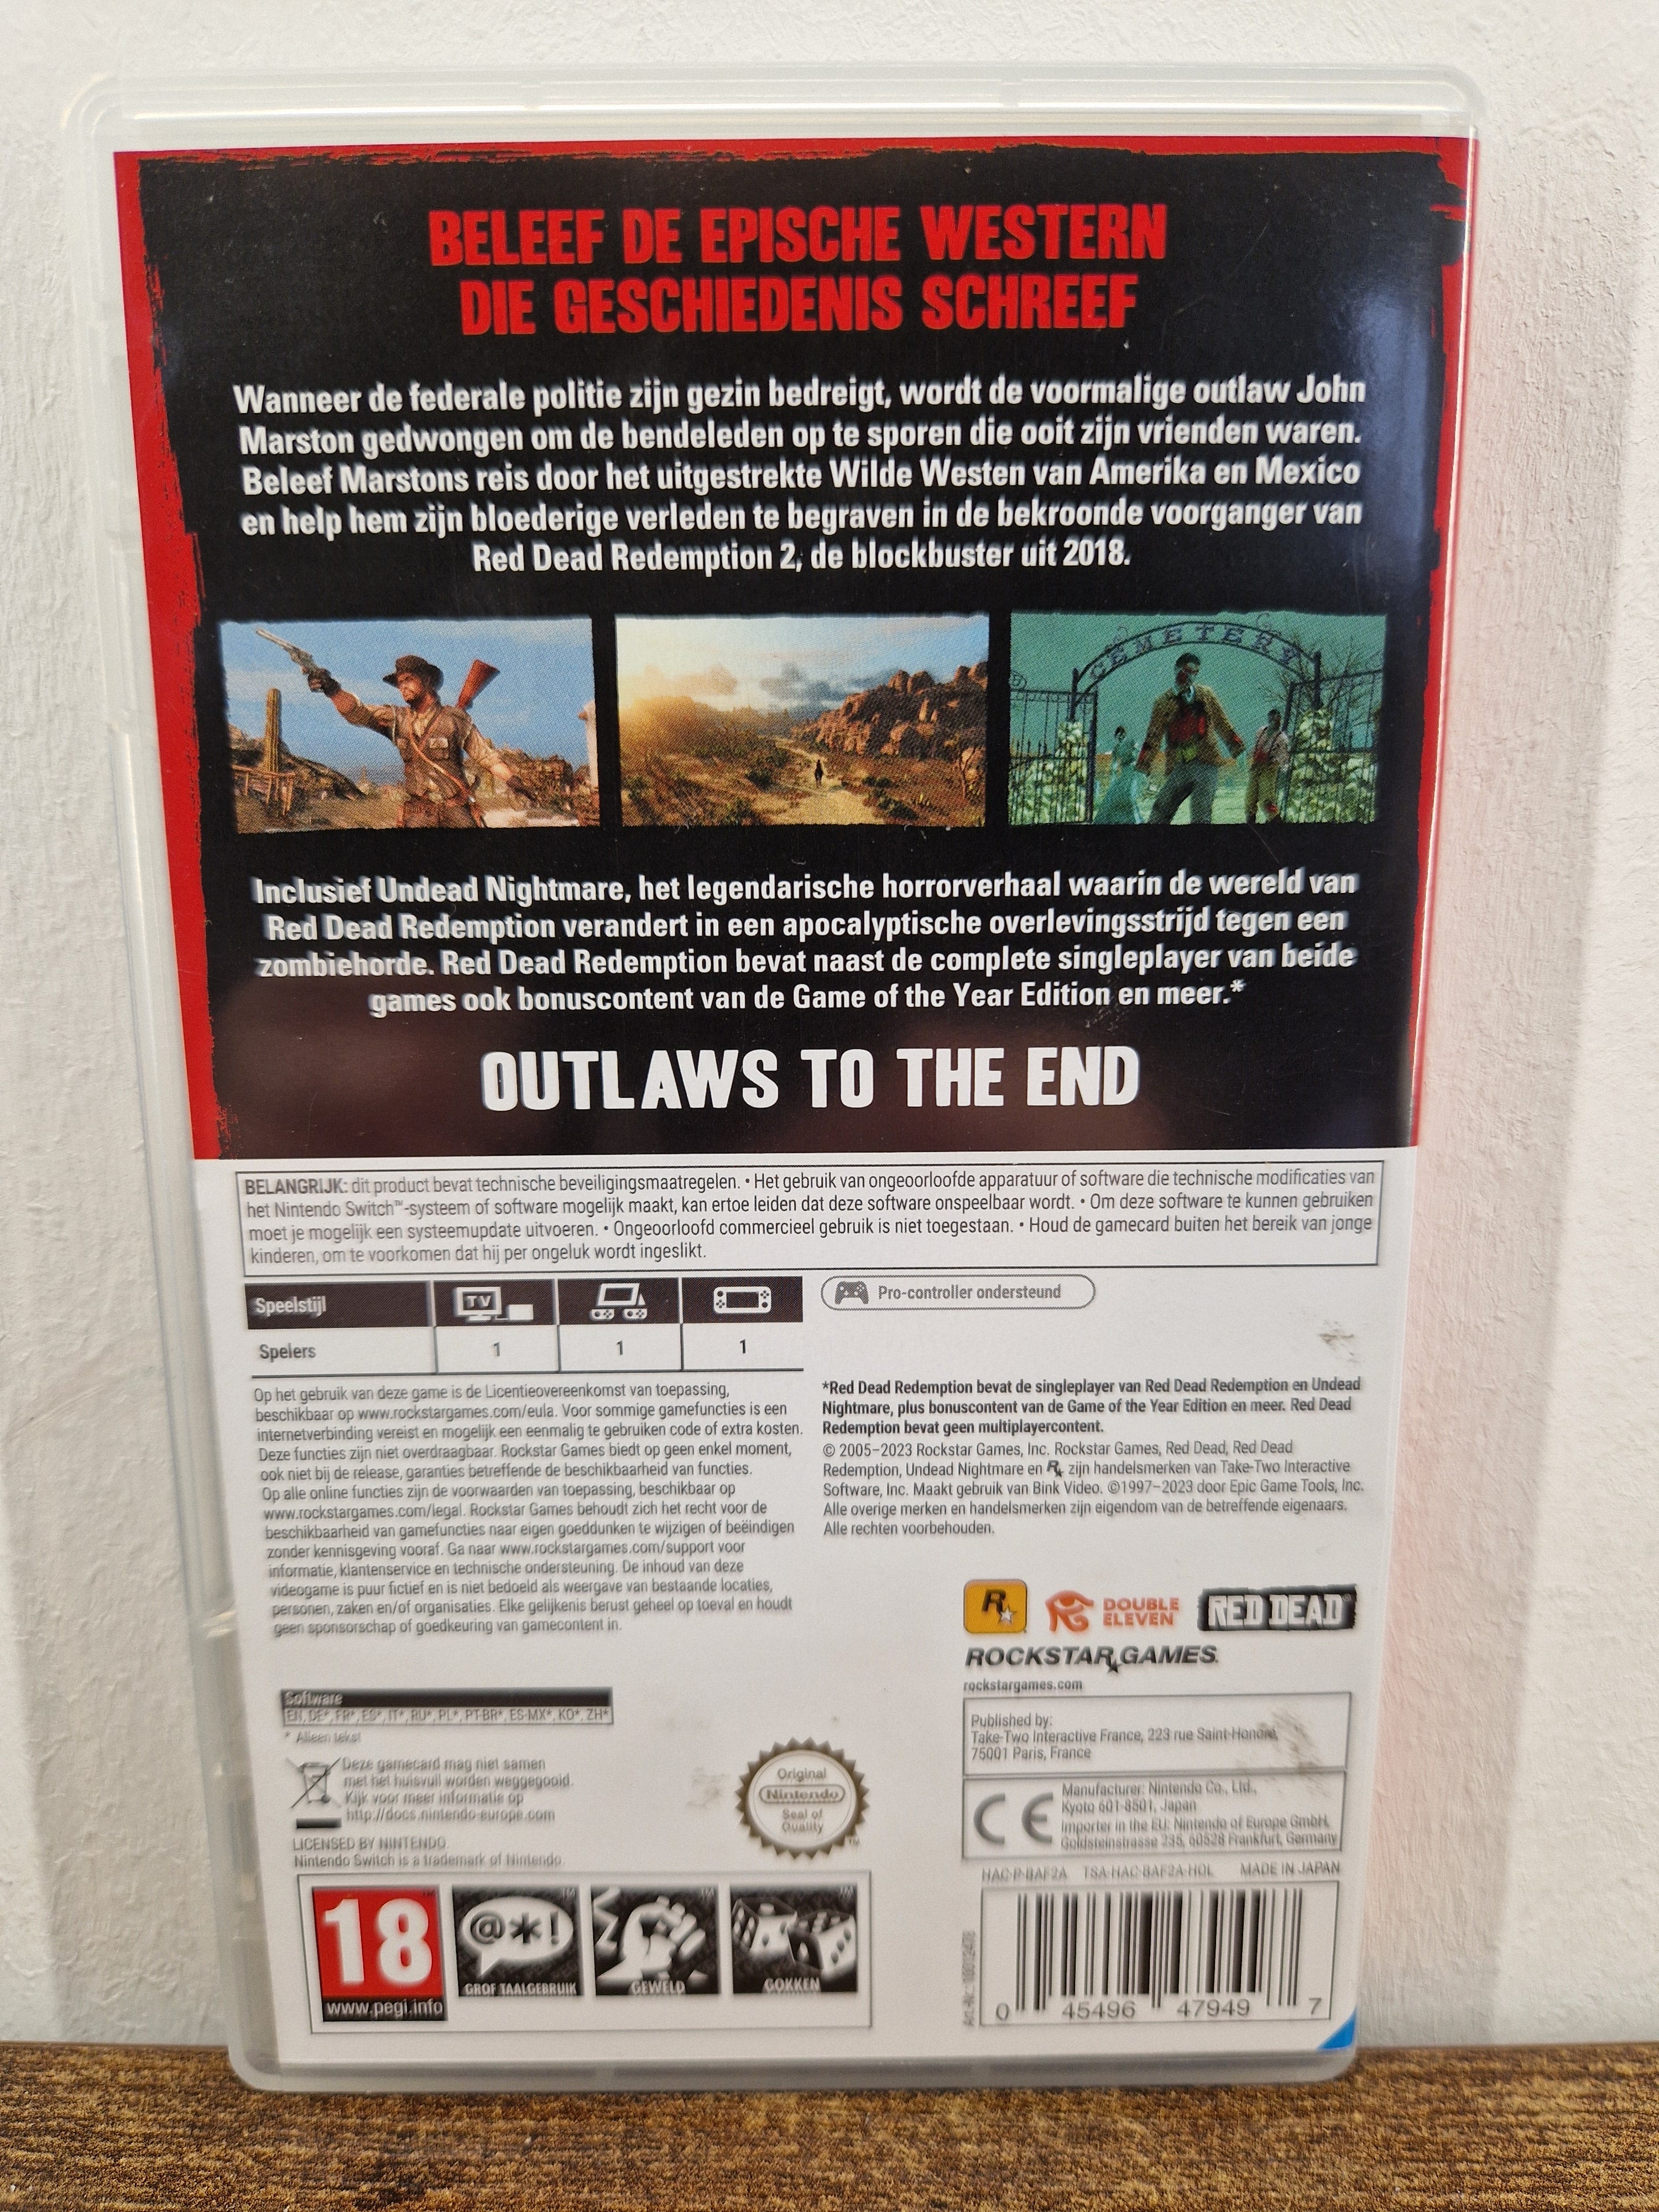 BELEEF DE EPISCHE WESTERN
DIE GESCHIEDENIS SCHREEF
Wanneer de federale politie zijn gezin bedreigt, wordt de voormalige outlaw John
Marston gedwongen om de bendeleden op te sporen die ooit zijn vrienden waren.
Beleef Marstons reis door het uitgestrekte Wilde Westen van Amerika en Mexico
en help hem zijn bloederige verleden te begraven in de bekroonde voorganger van
Red Dead Redemption 2, de blockbuster uit 2018.
CEMETERY
Inclusief Undead Nightmare, het legendarische horrorverhaal waarin de wereld van
Red Dead Redemption verandert in een apocalyptische overlevingsstrijd tegen een
zombiehorde. Red Dead Redemption bevat naast de complete singleplayer van beide
games ook bonuscontent van de Game of the Year Edition en meer.*
OUTLAWS TO THE END
BELANGRIJK: dit product bevat technische beveiligingsmaatregelen. • Het gebruik van ongeoorloofde apparatuur of software die technische modificaties van
het Nintendo Switch™-systeem of software mogelijk maakt, kan ertoe leiden dat deze software onspeelbaar wordt. • Om deze software te kunnen gebruiken
moet je mogelijk een systeemupdate uitvoeren. • Ongeoorloofd commercieel gebruik is niet toegestaan. • Houd de gamecard buiten het bereik van jonge
kinderen, om te voorkomen dat hij per ongeluk wordt ingeslikt.
Speelstijl TV
Spelers 1 1 1
Pro-controller ondersteund
Op het gebruik van deze game is de Licentieovereenkomst van toepassing,
beschikbaar op www.rockstargames.com/eula. Voor sommige gamefuncties is een
internetverbinding vereist en mogelijk een eenmalig te gebruiken code of extra kosten.
Deze functies zijn niet overdraagbaar. Rockstar Games biedt op geen enkel moment,
ook niet bij de release, garanties betreffende de beschikbaarheid van functies.
Op alle online functies zijn de voorwaarden van toepassing, beschikbaar op
www.rockstargames.com/legal. Rockstar Games behoudt zich het recht voor de
beschikbaarheid van gamefuncties naar eigen goeddunken te wijzigen of beëindigen
zonder kennisgeving vooraf. Ga naar www.rockstargames.com/support voor
informatie, klantenservice en technische ondersteuning. De inhoud van deze
videogame is puur fictief en is niet bedoeld als weergave van bestaande locaties,
personen, zaken en/of organisaties. Elke gelijkenis berust geheel op toeval en houdt
geen sponsorschap of goedkeuring van gamecontent in.
*Red Dead Redemption bevat de singleplayer van Red Dead Redemption en Undead
Nightmare, plus bonuscontent van de Game of the Year Edition en meer. Red Dead
Redemption bevat geen multiplayercontent.
© 2005–2023 Rockstar Games, Inc. Rockstar Games, Red Dead, Red Dead
Redemption, Undead Nightmare en R★ zijn handelsmerken van Take-Two Interactive
Software, Inc. Maakt gebruik van Bink Video. ©1997–2023 door Epic Game Tools, Inc.
Alle overige merken en handelsmerken zijn eigendom van de betreffende eigenaars.
Alle rechten voorbehouden.
R★ DOUBLE ELEVEN RED DEAD
ROCKSTAR GAMES.
rockstargames.com
Software
EN, DE*, FR*, ES*, IT*, RU*, PL*, PT-BR*, ES-MX*, KO*, ZH*
* Alleen tekst
Deze gamecard mag niet samen
met het huisvuil worden weggegooid.
Kijk voor meer informatie op
http://docs.nintendo-europe.com
LICENSED BY NINTENDO
Nintendo Switch is a trademark of Nintendo.
Original
Nintendo
Seal of
Quality
TM
Published by:
Take-Two Interactive France, 223 rue Saint-Honoré,
75001 Paris, France
CE
Manufacturer: Nintendo Co., Ltd.,
Kyoto 601-8501, Japan
Importer in the EU: Nintendo of Europe GmbH,
Goldsteinstrasse 235, 60528 Frankfurt, Germany
HAC-P-BAF2A TSA-HAC-BAF2A-HOL MADE IN JAPAN
18
www.pegi.info
@*!
GROF TAALGEBRUIK
GEWELD
GOKKEN
0 45496 47949 7